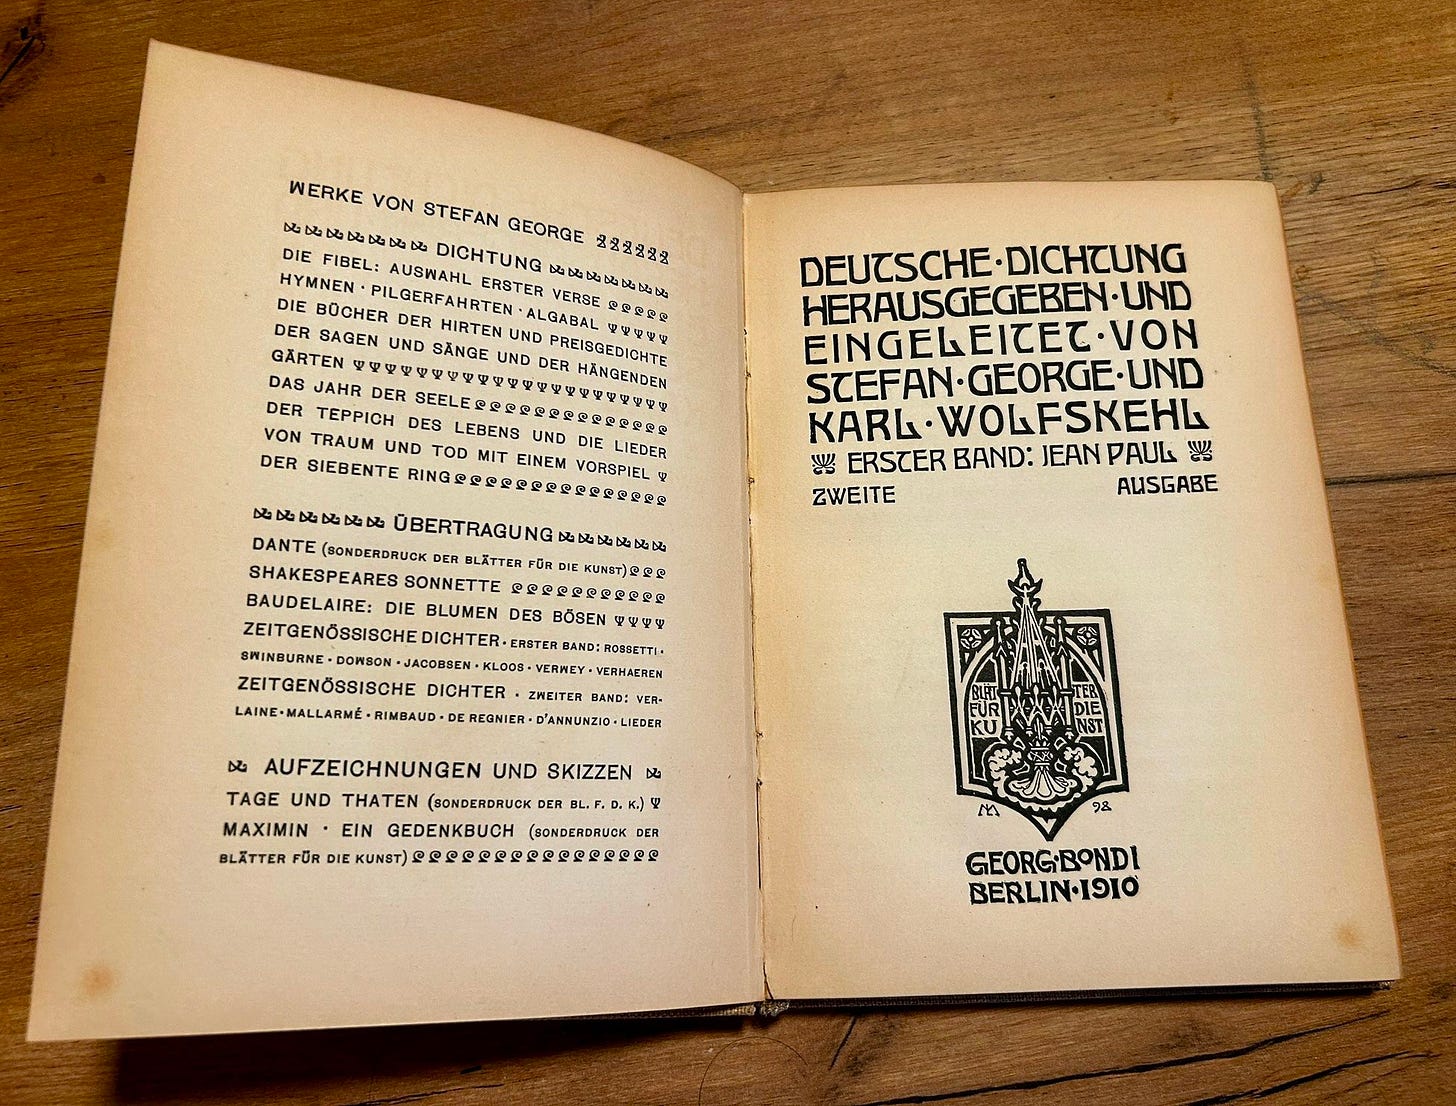 WERKE VON STEFAN GEORGE
DICHTUNG
DIE FIBEL: AUSWAHL ERSTER VERSE
HYMNEN · PILGERFAHRTEN · ALGABAL
DIE BÜCHER DER HIRTEN UND PREISGEDICHTE
DER SAGEN UND SÄNGE UND DER HÄNGENDEN
GÄRTEN
DAS JAHR DER SEELE
DER TEPPICH DES LEBENS UND DIE LIEDER
VON TRAUM UND TOD MIT EINEM VORSPIEL
DER SIEBENTE RING
ÜBERTRAGUNG
DANTE (SONDERDRUCK DER BLÄTTER FÜR DIE KUNST)
SHAKESPEARES SONNETTE
BAUDELAIRE: DIE BLUMEN DES BÖSEN
ZEITGENÖSSISCHE DICHTER · ERSTER BAND: ROSSETTI ·
SWINBURNE · DOWSON · JACOBSEN · KLOOS · VERWEY · VERHAEREN
ZEITGENÖSSISCHE DICHTER · ZWEITER BAND: VER-
LAINE · MALLARMÉ · RIMBAUD · DE REGNIER · D'ANNUNZIO · LIEDER
AUFZEICHNUNGEN UND SKIZZEN
TAGE UND THATEN (SONDERDRUCK DER BL. F. D. K.)
MAXIMIN · EIN GEDENKBUCH (SONDERDRUCK DER
BLÄTTER FÜR DIE KUNST)
DEUTSCHE · DICHTUNG
HERAUSGEGEBEN · UND
EINGELEITET · VON
STEFAN · GEORGE · UND
KARL · WOLFSKEHL
ERSTER BAND: JEAN PAUL
ZWEITE AUSGABE
BLÄTTER
FÜR DIE
KUNST
ML 98
GEORG · BONDI
BERLIN · 1910